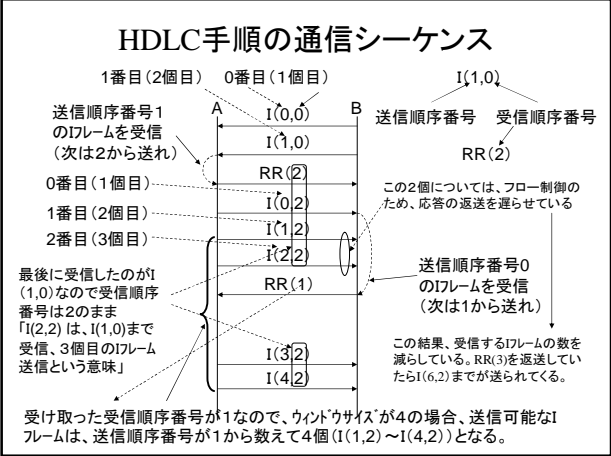 HDLC手順の通信シーケンス
1番目(2個目)
0番目(1個目)
I(1,0)
A
B
I(0,0)
送信順序番号1
のIフレームを受信
(次は2から送れ)
送信順序番号
受信順序番号
I(1,0)
RR(2)
RR(2)
0番目(1個目)
I(0,2)
この2個については、フロー制御の
ため、応答の返送を遅らせている
1番目(2個目)
I(1,2)
2番目(3個目)
I(2,2)
送信順序番号0
のIフレームを受信
(次は1から送れ)
最後に受信したのがI
(1,0)なので受信順序
番号は2のまま
「I(2,2)は、I(1,0)まで
受信、3個目のIフレーム
送信という意味」
RR(1)
この結果、受信するIフレームの数を
減らしている。RR(3)を返送してい
たらI(6,2)までが送られてくる。
I(3,2)
I(4,2)
受け取った受信順序番号が1なので、ウィンドウサイズが4の場合、送信可能なI
フレームは、送信順序番号が1から数えて4個(I(1,2)～I(4,2))となる。